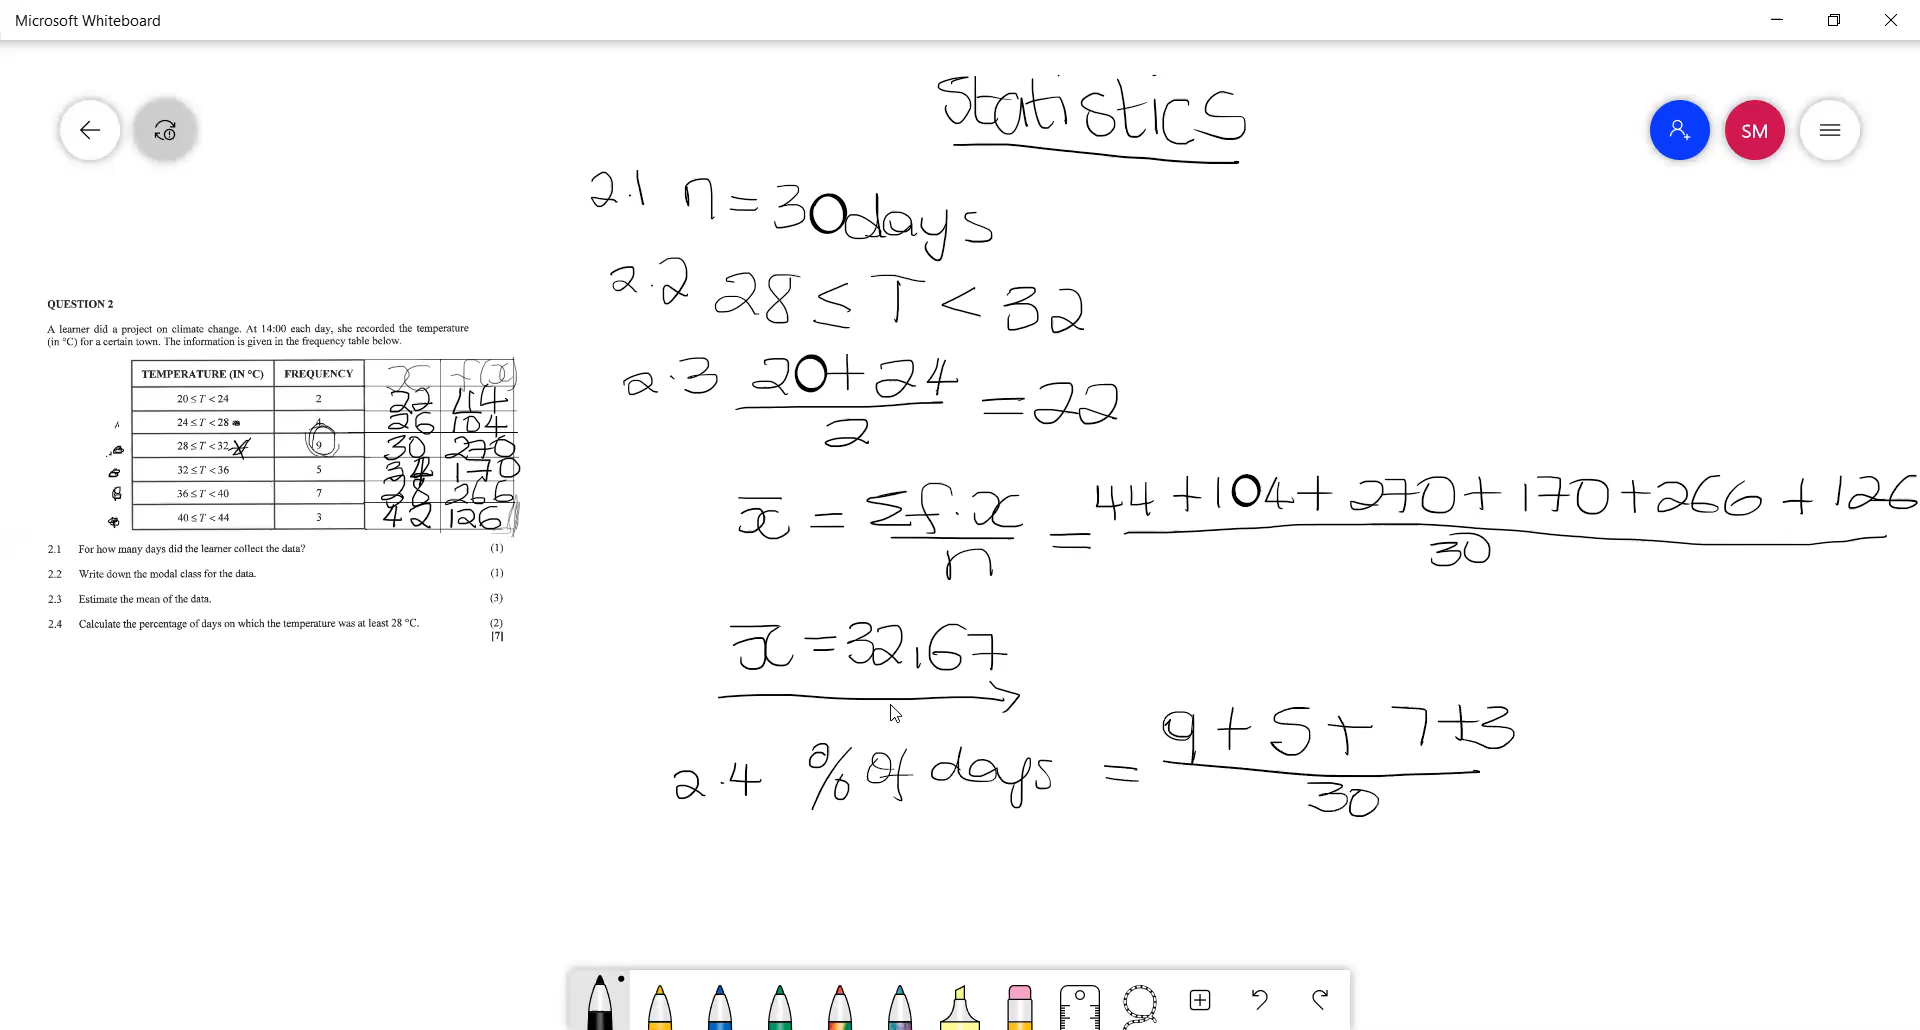 Microsoft Whiteboard
Statistics
SM
2.1 n = 30days
2.2 28 ≤ T < 32
2.3 20+24 / 2 = 22
x̄ = Σf·x / n = 44+104+270+170+266+126 / 30
x̄ = 32,67
2.4 % Of days = 9+5+7+3 / 30
QUESTION 2
A learner did a project on climate change. At 14:00 each day, she recorded the temperature
(in °C) for a certain town. The information is given in the frequency table below.
TEMPERATURE (IN °C) FREQUENCY x f(x)
20 ≤ T < 24 2 22 44
24 ≤ T < 28 4 26 104
28 ≤ T < 32 9 30 270
32 ≤ T < 36 5 34 170
36 ≤ T < 40 7 266
40 ≤ T < 44 3 42 126
2.1 For how many days did the learner collect the data? (1)
2.2 Write down the modal class for the data. (1)
2.3 Estimate the mean of the data. (3)
2.4 Calculate the percentage of days on which the temperature was at least 28 °C. (2)
[7]